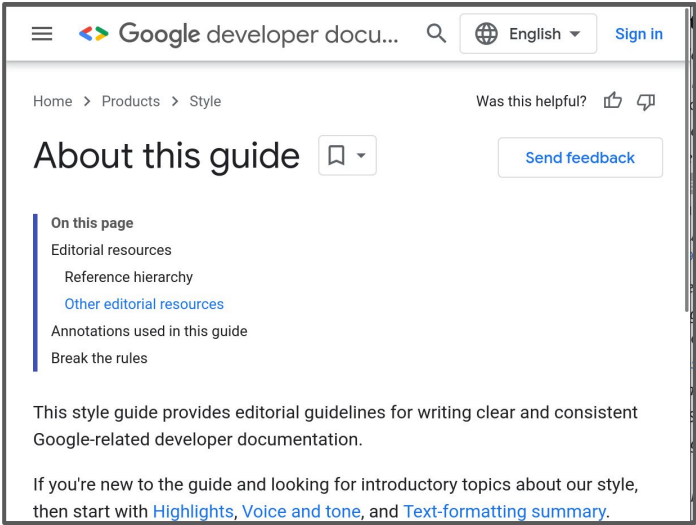 Google developer docu...
English
Sign in
Home > Products > Style
Was this helpful?
About this guide
Send feedback
On this page
Editorial resources
Reference hierarchy
Other editorial resources
Annotations used in this guide
Break the rules
This style guide provides editorial guidelines for writing clear and consistent
Google-related developer documentation.
If you're new to the guide and looking for introductory topics about our style,
then start with Highlights, Voice and tone, and Text-formatting summary.